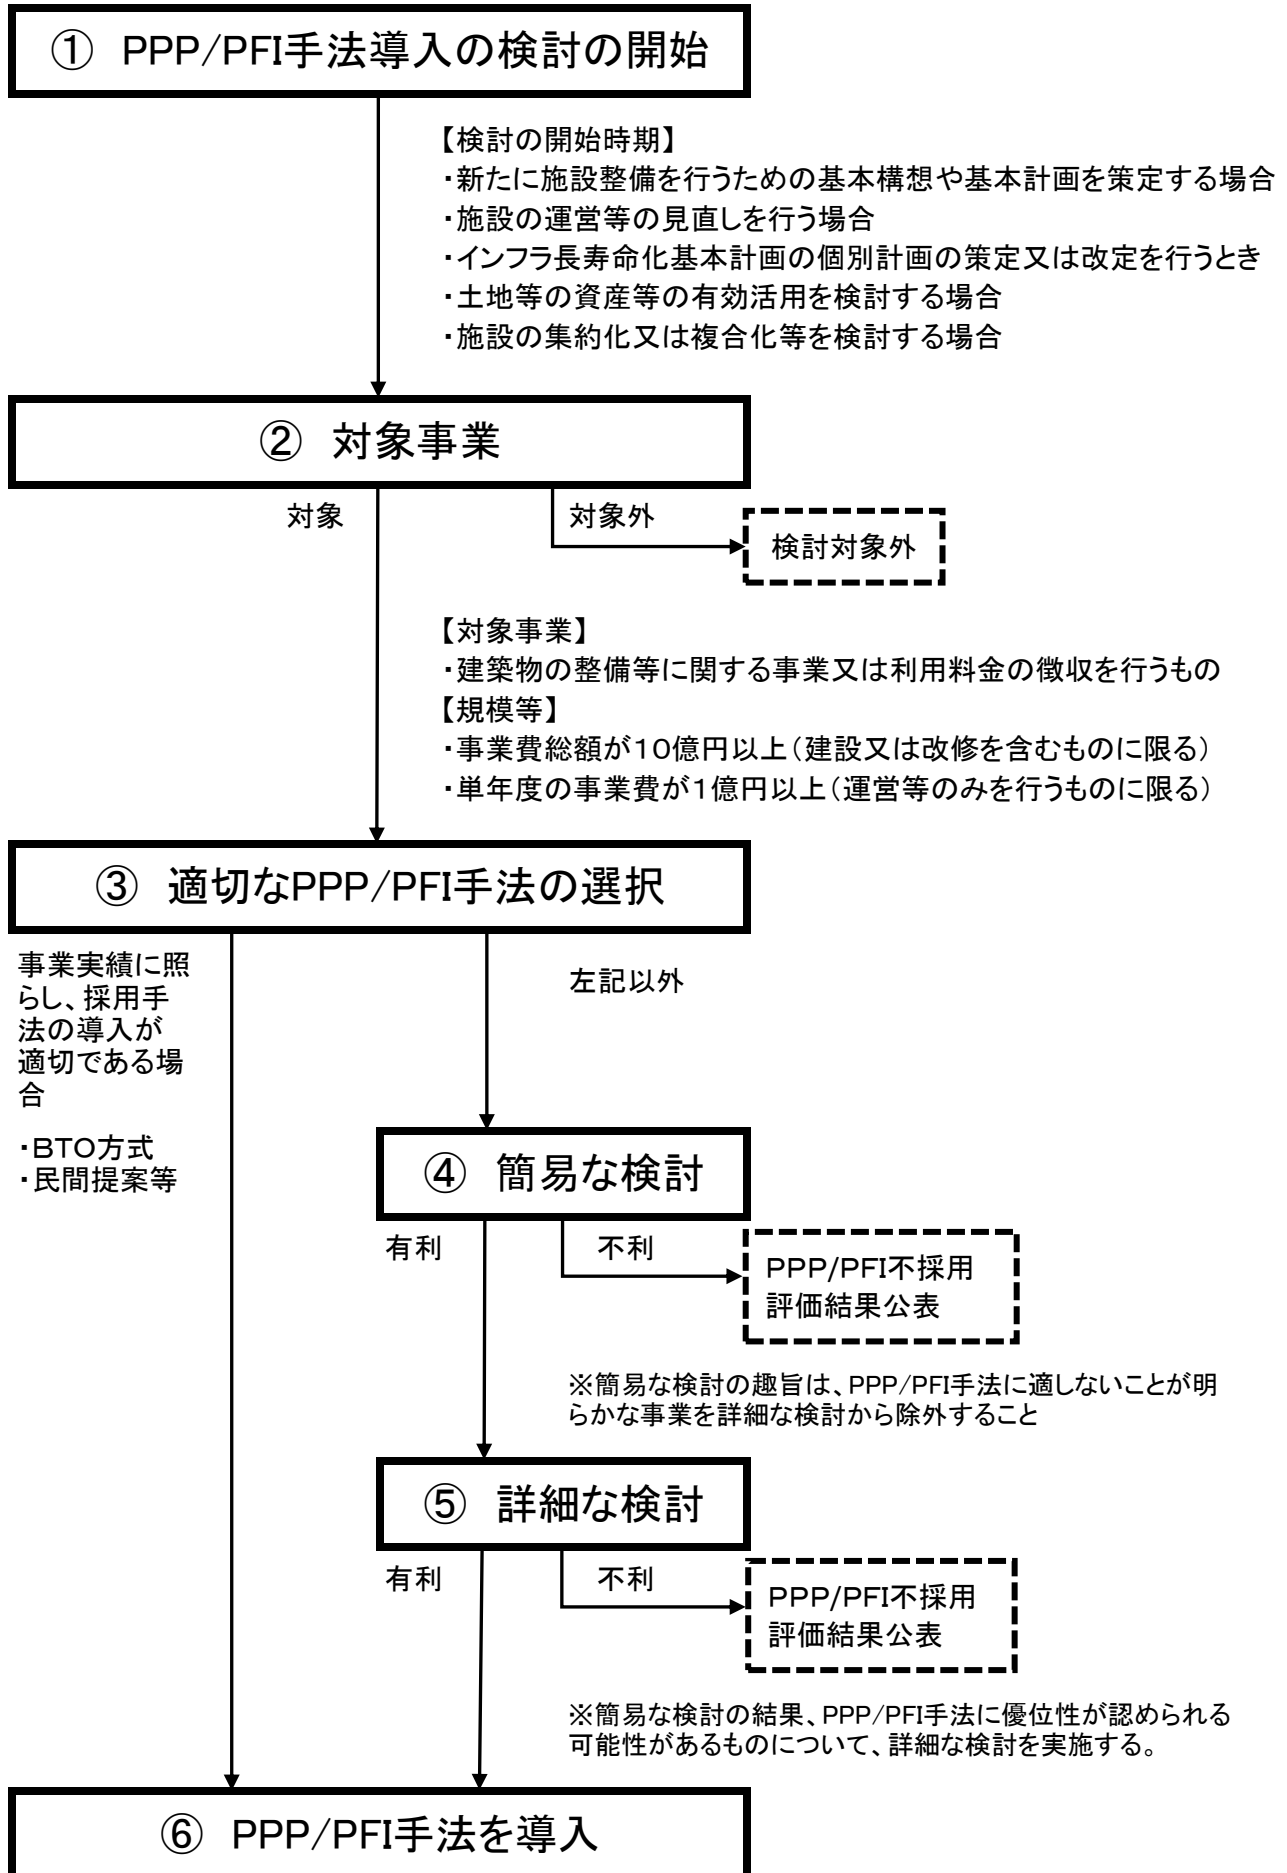 ① PPP/PFI手法導入の検討の開始
【検討の開始時期】
・新たに施設整備を行うための基本構想や基本計画を策定する場合
・施設の運営等の見直しを行う場合
・インフラ長寿命化基本計画の個別計画の策定又は改定を行うとき
・土地等の資産等の有効活用を検討する場合
・施設の集約化又は複合化等を検討する場合
② 対象事業
対象
対象外
検討対象外
【対象事業】
・建築物の整備等に関する事業又は利用料金の徴収を行うもの
【規模等】
・事業費総額が10億円以上(建設又は改修を含むものに限る)
・単年度の事業費が1億円以上(運営等のみを行うものに限る)
③ 適切なPPP/PFI手法の選択
事業実績に照
らし、採用手
法の導入が
適切である場
合
・BTO方式
・民間提案等
左記以外
④ 簡易な検討
有利
不利
PPP/PFI不採用
評価結果公表
※簡易な検討の趣旨は、PPP/PFI手法に適しないことが明
らかな事業を詳細な検討から除外すること
⑤ 詳細な検討
有利
不利
PPP/PFI不採用
評価結果公表
※簡易な検討の結果、PPP/PFI手法に優位性が認められる
可能性があるものについて、詳細な検討を実施する。
⑥ PPP/PFI手法を導入